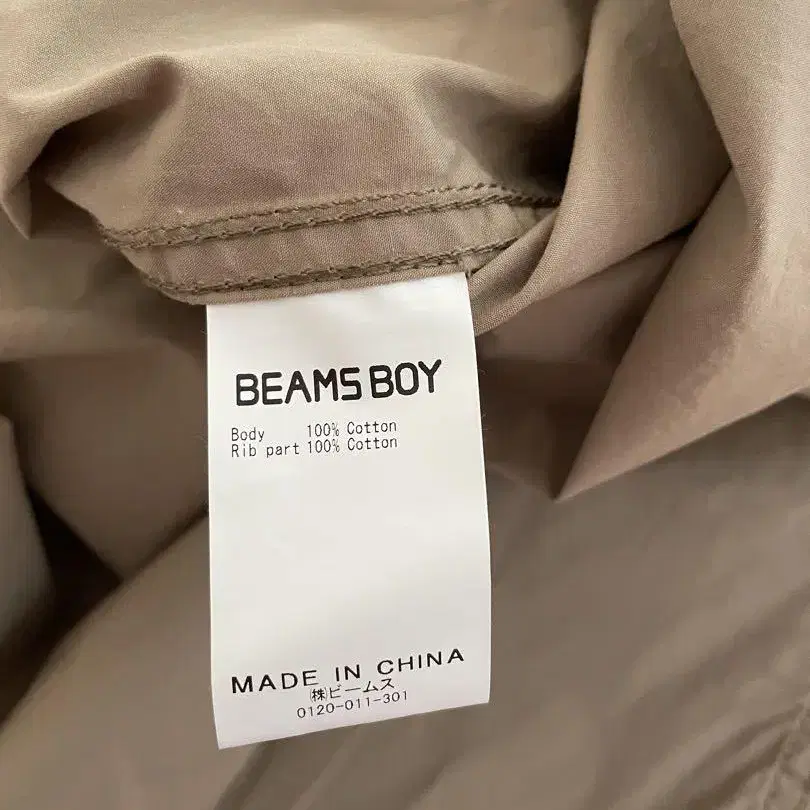 BEAMS BOY
Body 100% Cotton
Rib part 100% Cotton
MADE IN CHINA
㈱ビームス
0120-011-301